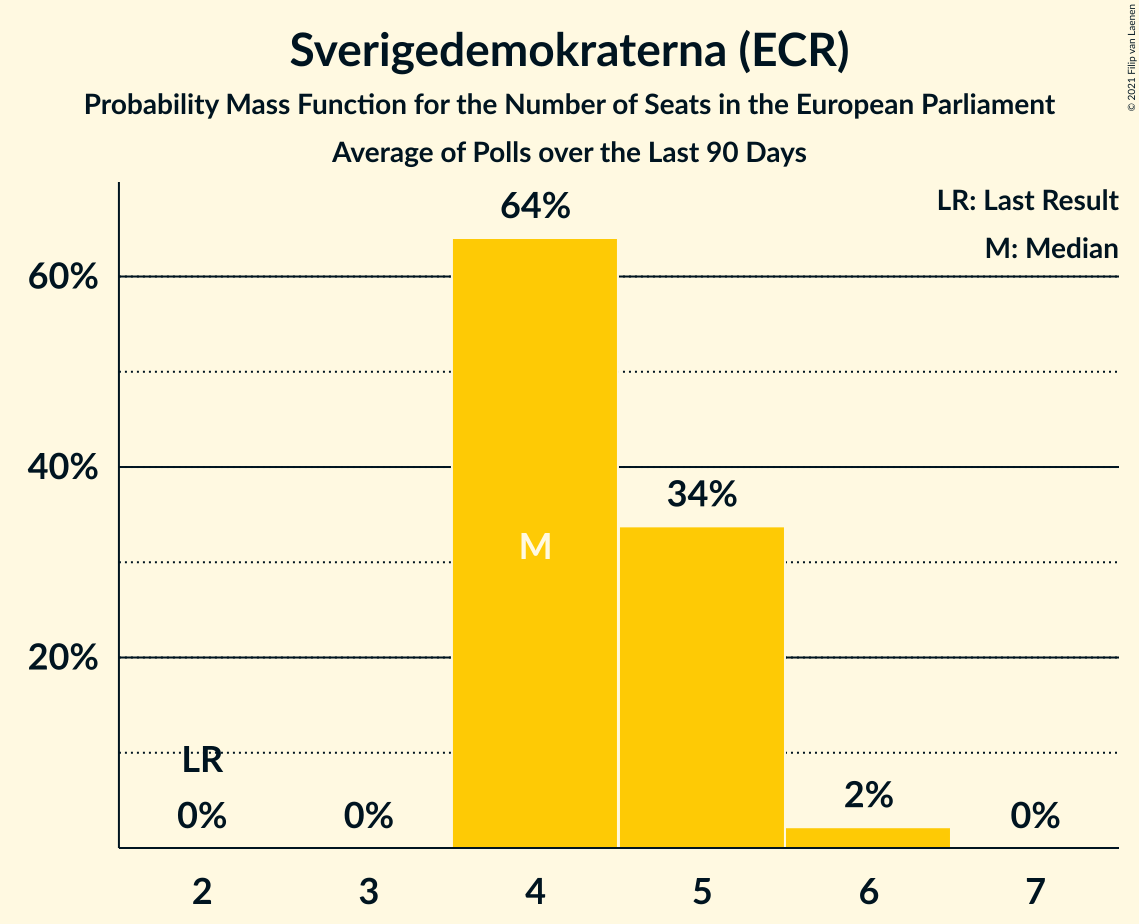 Sverigedemokraterna (ECR)
Probability Mass Function for the Number of Seats in the European Parliament
Average of Polls over the Last 90 Days
© 2021 Filip van Laenen
LR: Last Result
M: Median
64%
60%
40%
34%
M
20%
LR
0%
0%
2%
0%
2
3
4
5
6
7